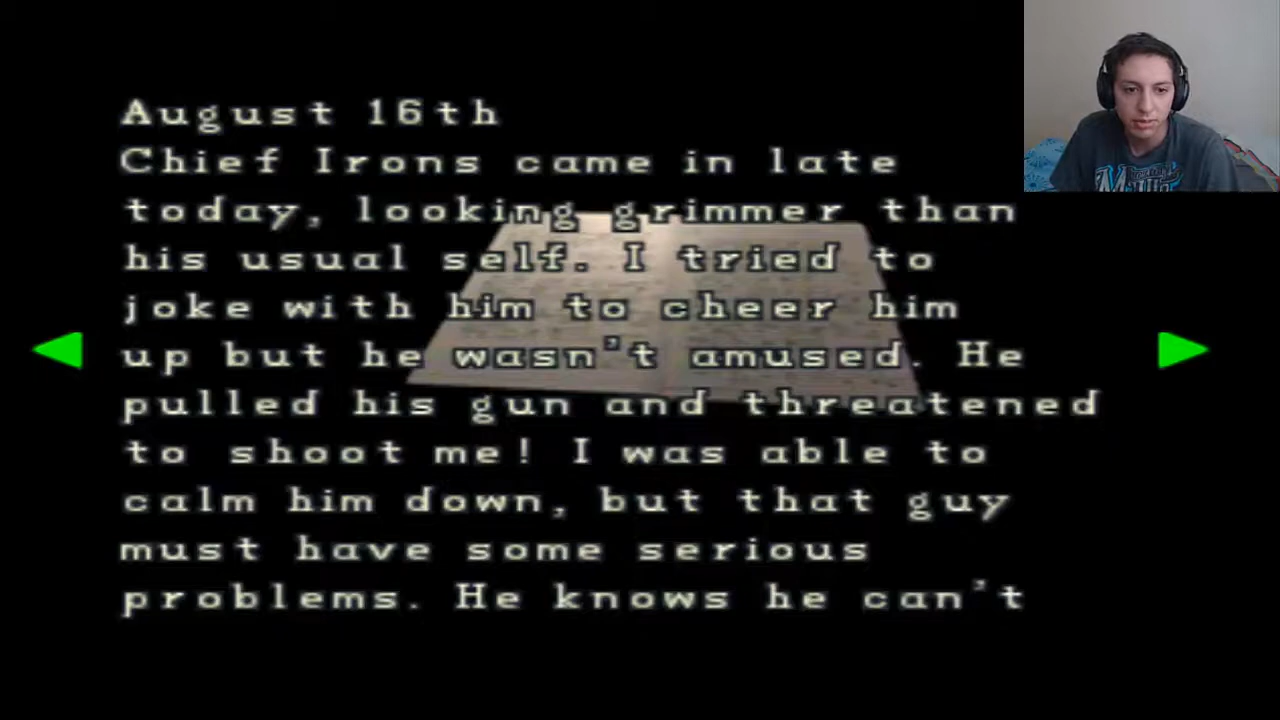 August 16th
Chief Irons came in late
today, looking grimmer than
his usual self. I tried to
joke with him to cheer him
up but he wasn't amused. He
pulled his gun and threatened
to shoot me! I was able to
calm him down, but that guy
must have some serious
problems. He knows he can't